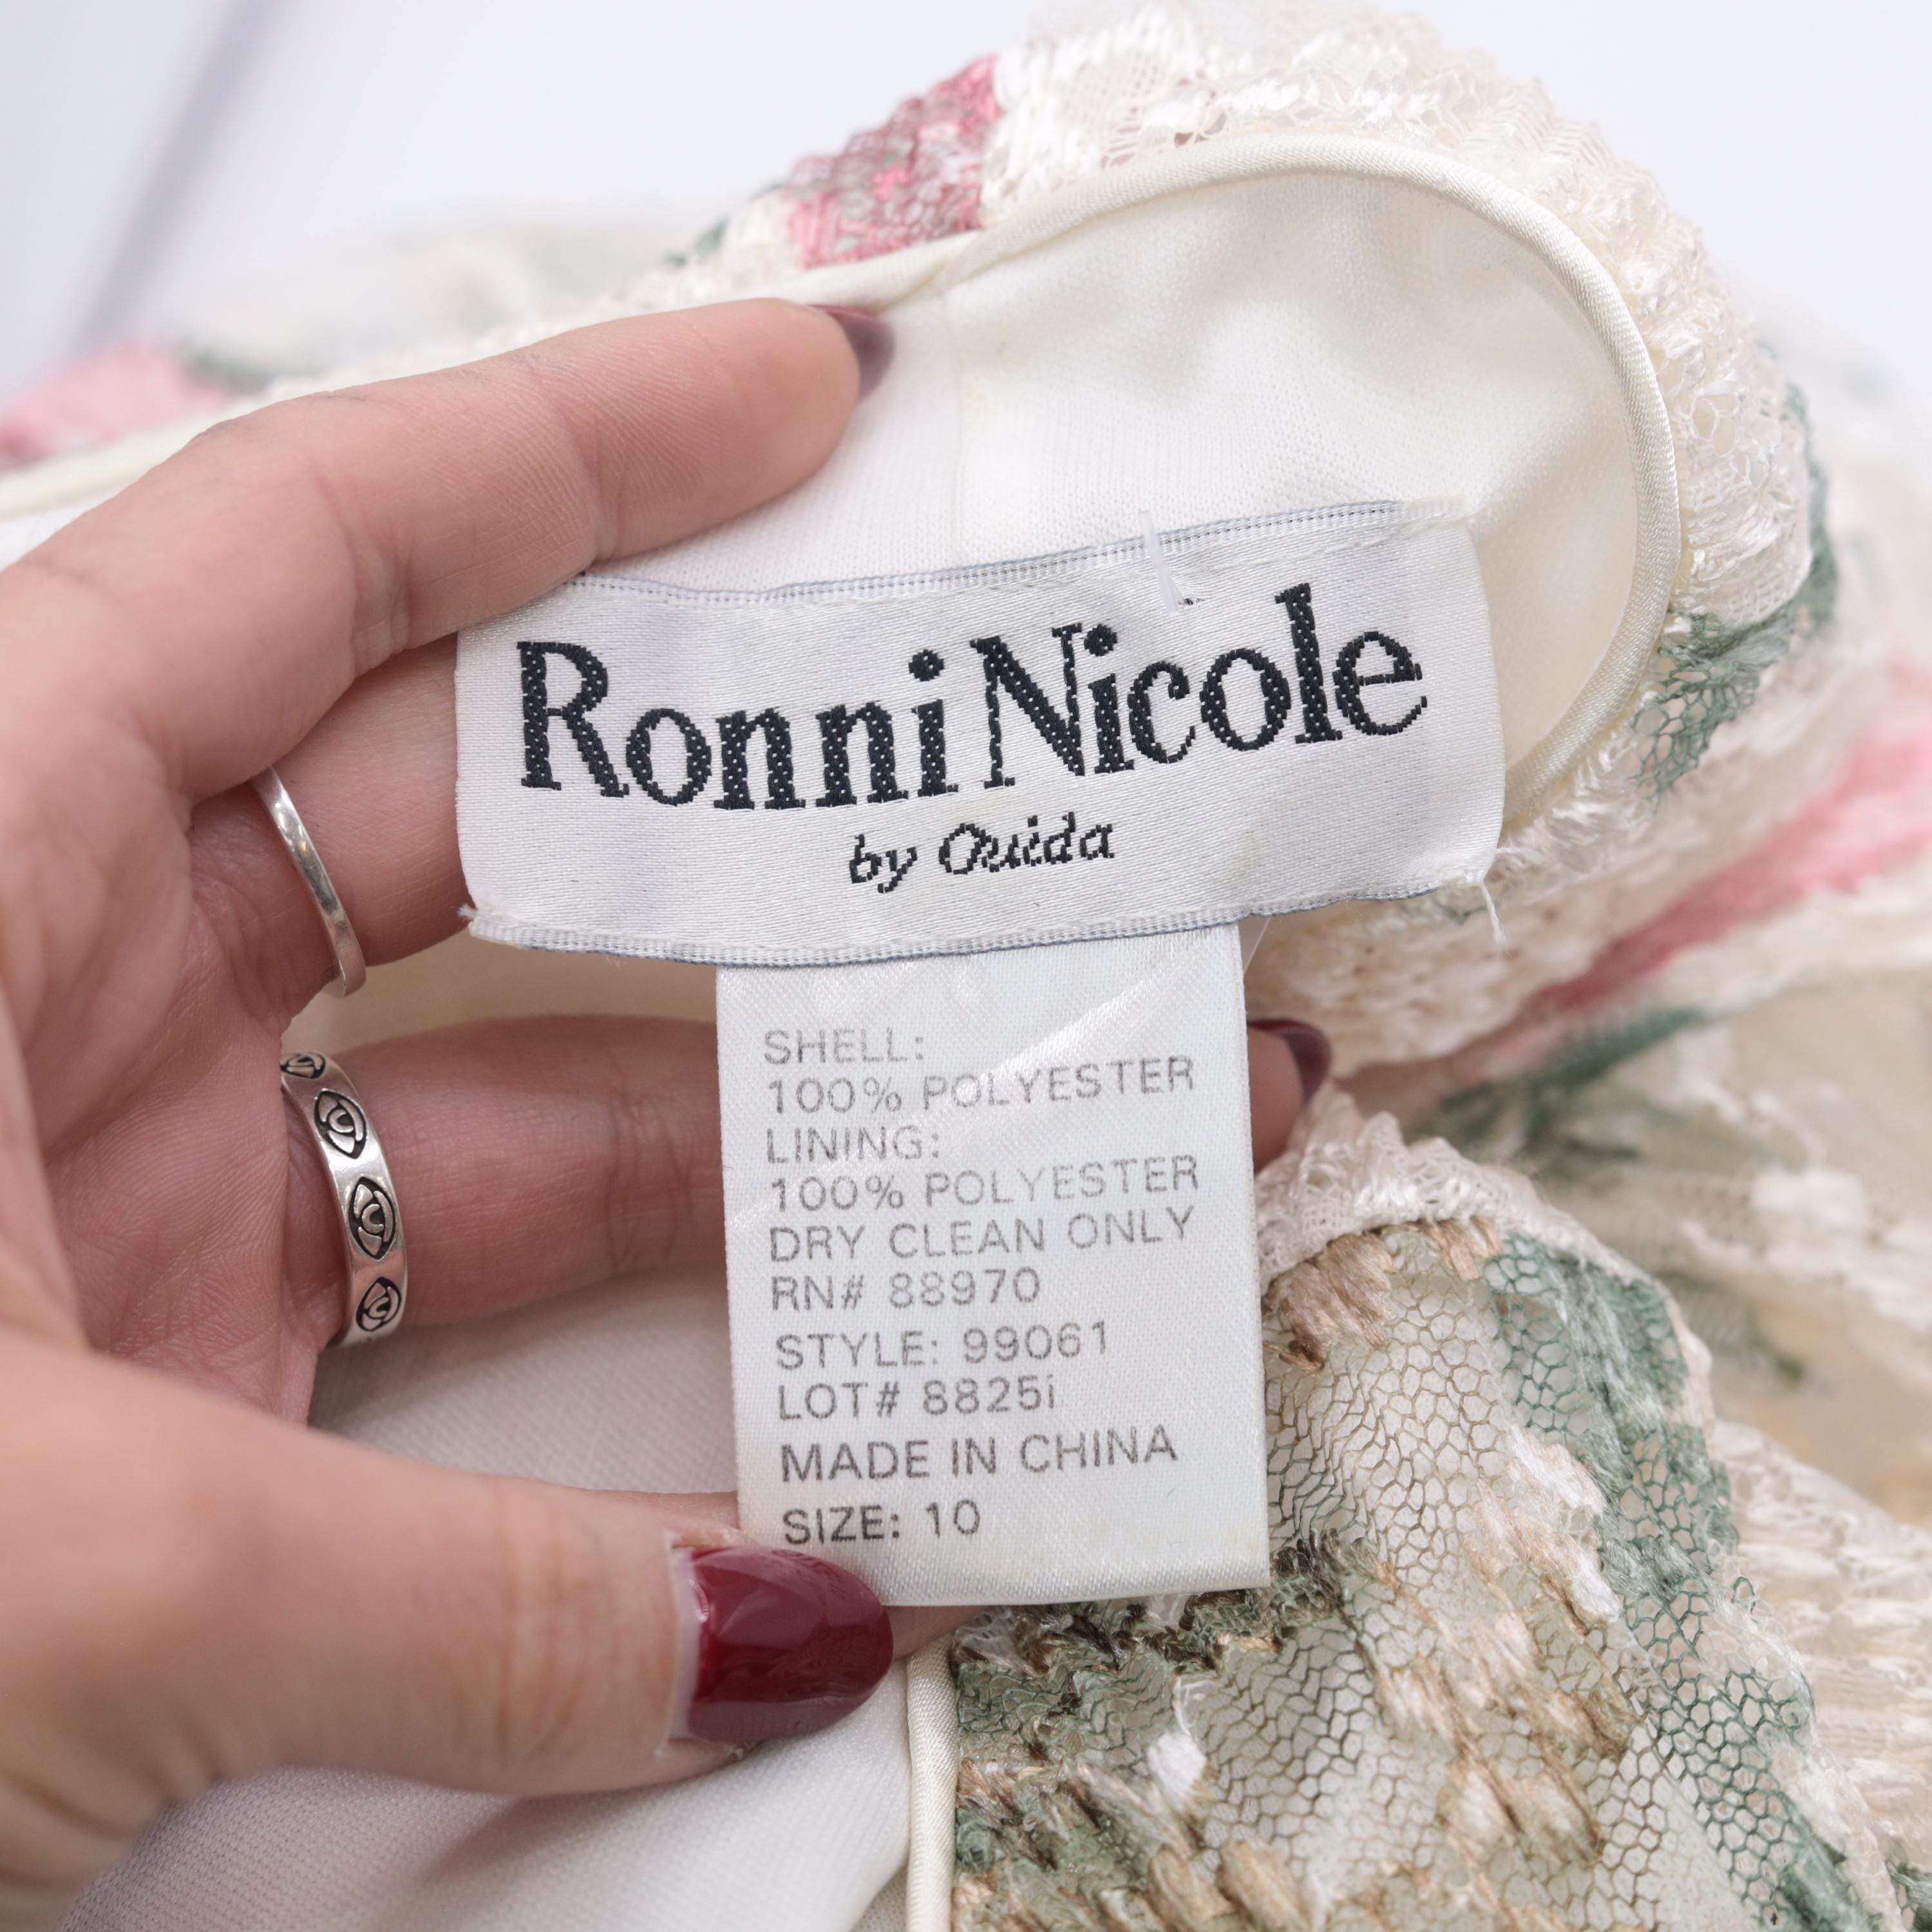 Ronni Nicole
by Ouida
SHELL:
100% POLYESTER
LINING:
100% POLYESTER
DRY CLEAN ONLY
RN# 88970
STYLE: 99061
LOT# 8825i
MADE IN CHINA
SIZE: 10